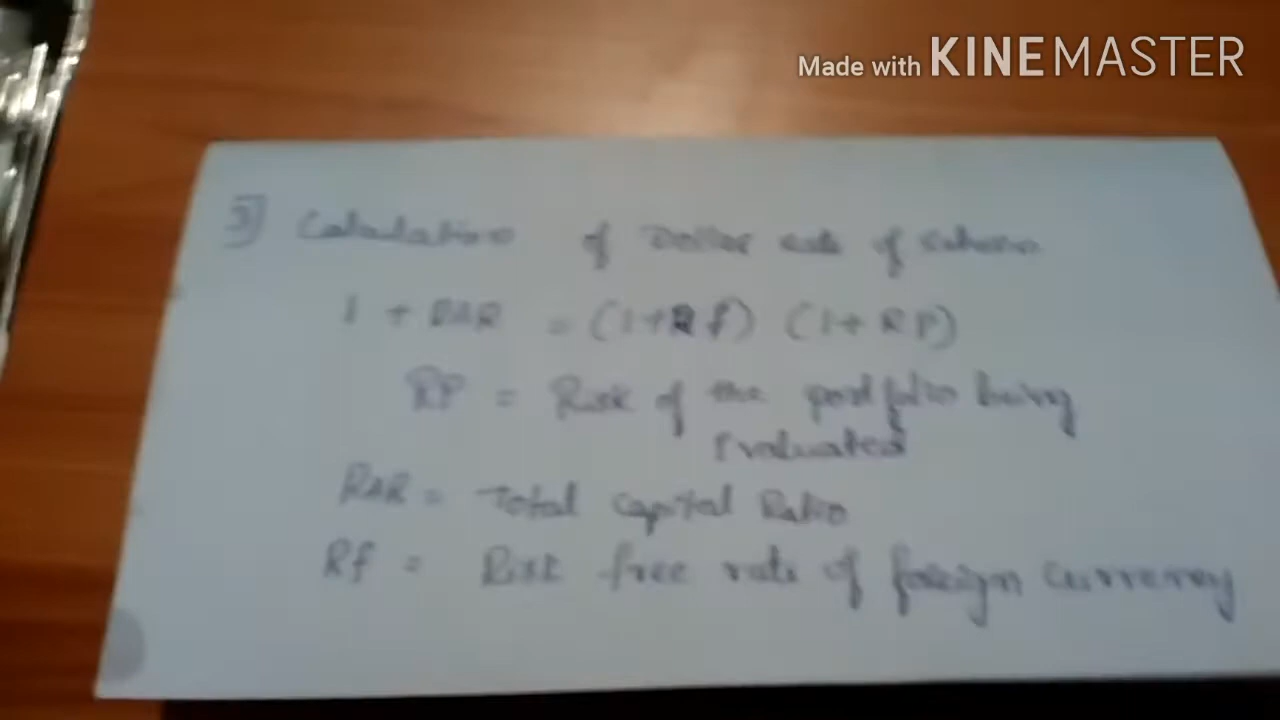 Made with KINEMASTER
3] Calculation of Dollar rate of return
1 + RAR = (1+Rf) (1+ RP)
RP = Risk of the portfolio being
Evaluated
RAR = Total capital Ratio
Rf = Risk free rate of foreign currency